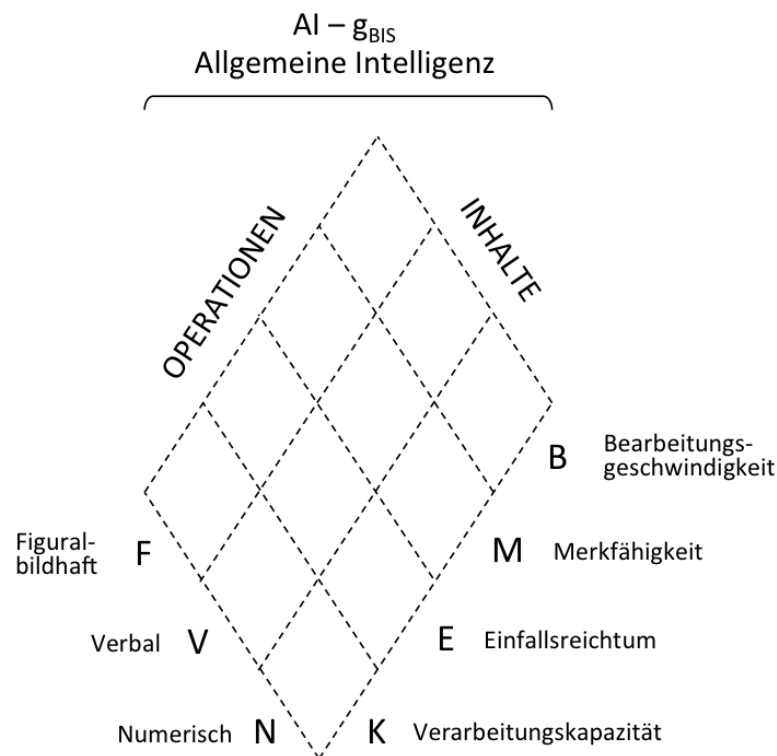 AI – gBIS
Allgemeine Intelligenz
OPERATIONEN
INHALTE
B Bearbeitungs-
geschwindigkeit
Figural-
bildhaft F
M Merkfähigkeit
Verbal V
E Einfallsreichtum
Numerisch N
K Verarbeitungskapazität